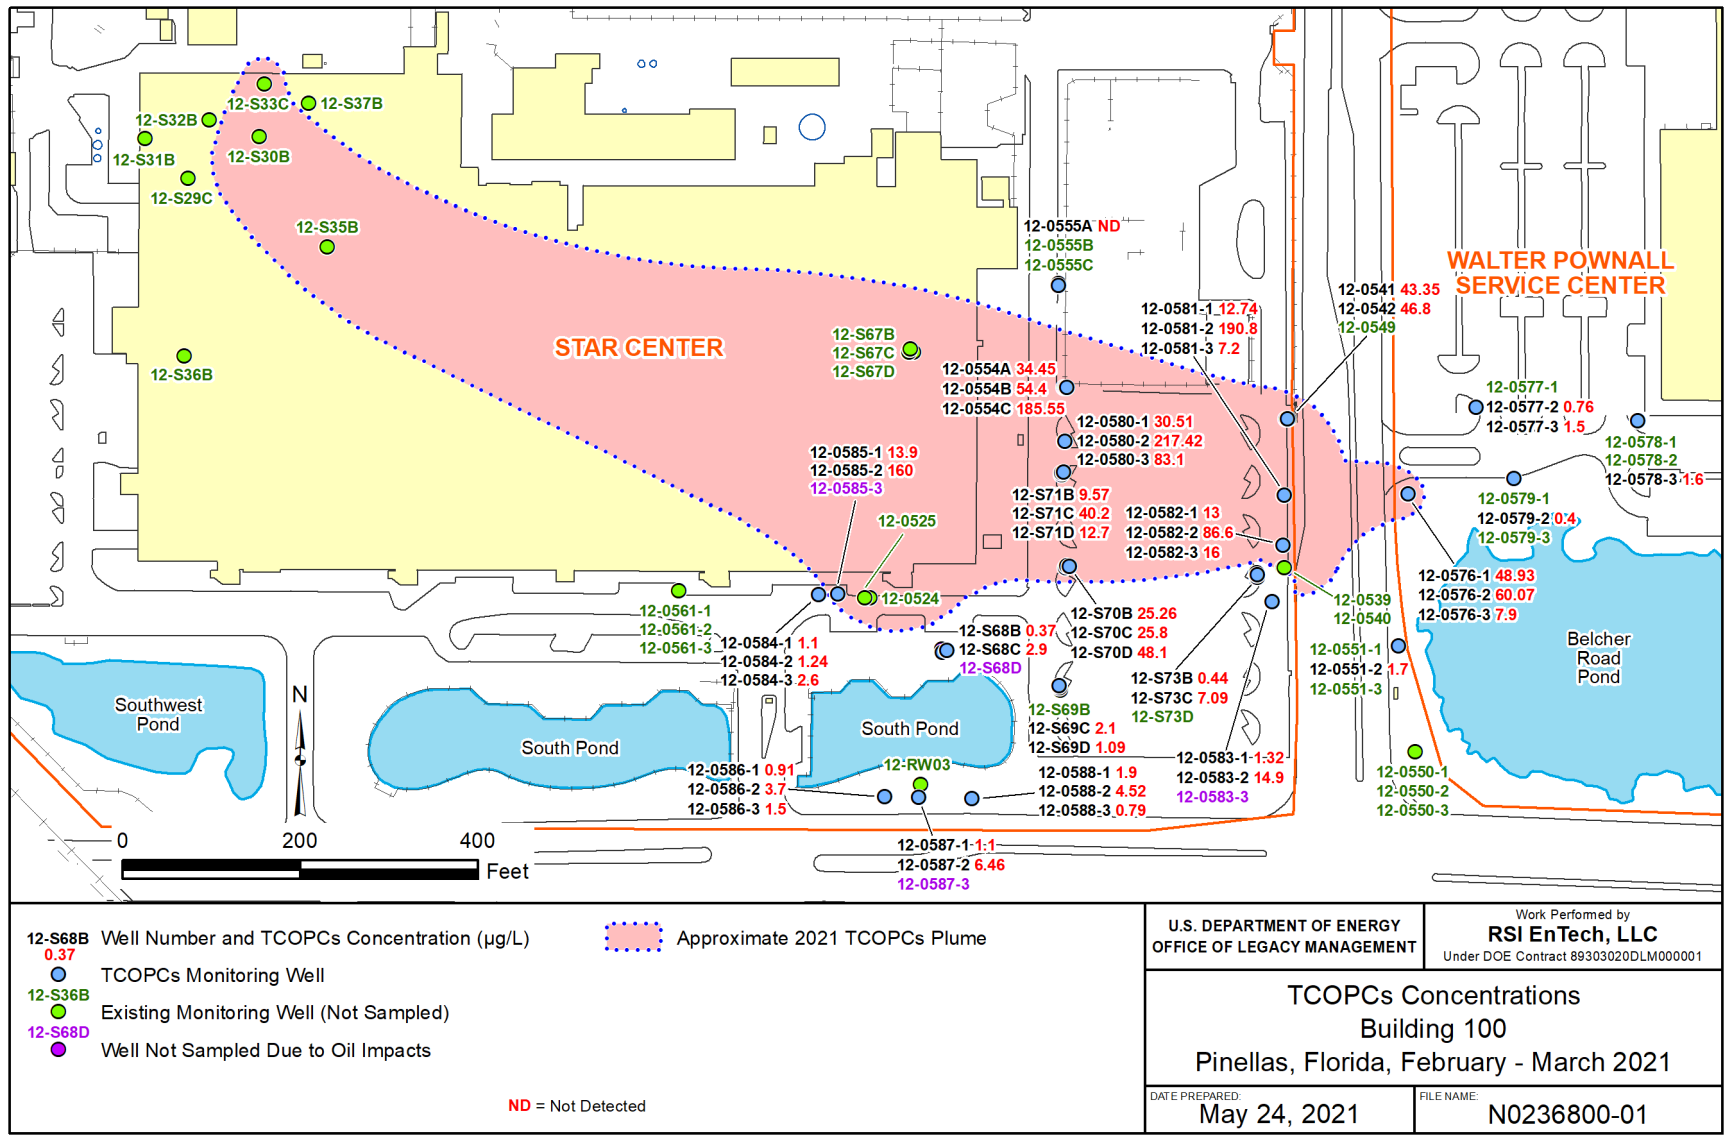 12-S33C
12-S37B
12-S32B
12-S31B
12-S30B
12-S29C
12-S35B
12-S36B
STAR CENTER
12-S67B
12-S67C
12-S67D
12-0555A ND
12-0555B
12-0555C
WALTER POWNALL
SERVICE CENTER
12-0541 43.35
12-0542 46.8
12-0549
12-0581-1 12.74
12-0581-2 190.8
12-0581-3 7.2
12-0554A 34.45
12-0554B 54.4
12-0554C 185.55
12-0580-1 30.51
12-0580-2 217.42
12-0580-3 83.1
12-0577-1
12-0577-2 0.76
12-0577-3 1.5
12-0578-1
12-0578-2
12-0578-3 1.6
12-0585-1 13.9
12-0585-2 160
12-0585-3
12-S71B 9.57
12-S71C 40.2
12-S71D 12.7
12-0582-1 13
12-0582-2 86.6
12-0582-3 16
12-0579-1
12-0579-2 0.4
12-0579-3
12-0525
12-0524
12-0576-1 48.93
12-0576-2 60.07
12-0576-3 7.9
12-0539
12-0540
12-0561-1
12-0561-2
12-0561-3
12-0584-1 1.1
12-0584-2 1.24
12-0584-3 2.6
12-S68B 0.37
12-S68C 2.9
12-S68D
12-S70B 25.26
12-S70C 25.8
12-S70D 48.1
12-0551-1
12-0551-2 1.7
12-0551-3
Belcher
Road
Pond
12-S73B 0.44
12-S73C 7.09
12-S73D
12-S69B
12-S69C 2.1
12-S69D 1.09
Southwest
Pond
N
South Pond
South Pond
12-RW03
12-0586-1 0.91
12-0586-2 3.7
12-0586-3 1.5
12-0588-1 1.9
12-0588-2 4.52
12-0588-3 0.79
12-0583-1 1.32
12-0583-2 14.9
12-0583-3
12-0550-1
12-0550-2
12-0550-3
12-0587-1 1.1
12-0587-2 6.46
12-0587-3
0 200 400
Feet
12-S68B Well Number and TCOPCs Concentration (µg/L)
0.37
TCOPCs Monitoring Well
12-S36B
Existing Monitoring Well (Not Sampled)
12-S68D
Well Not Sampled Due to Oil Impacts
Approximate 2021 TCOPCs Plume
ND = Not Detected
U.S. DEPARTMENT OF ENERGY
OFFICE OF LEGACY MANAGEMENT
Work Performed by
RSI EnTech, LLC
Under DOE Contract 89303020DLM000001
TCOPCs Concentrations
Building 100
Pinellas, Florida, February - March 2021
DATE PREPARED:
May 24, 2021
FILE NAME:
N0236800-01